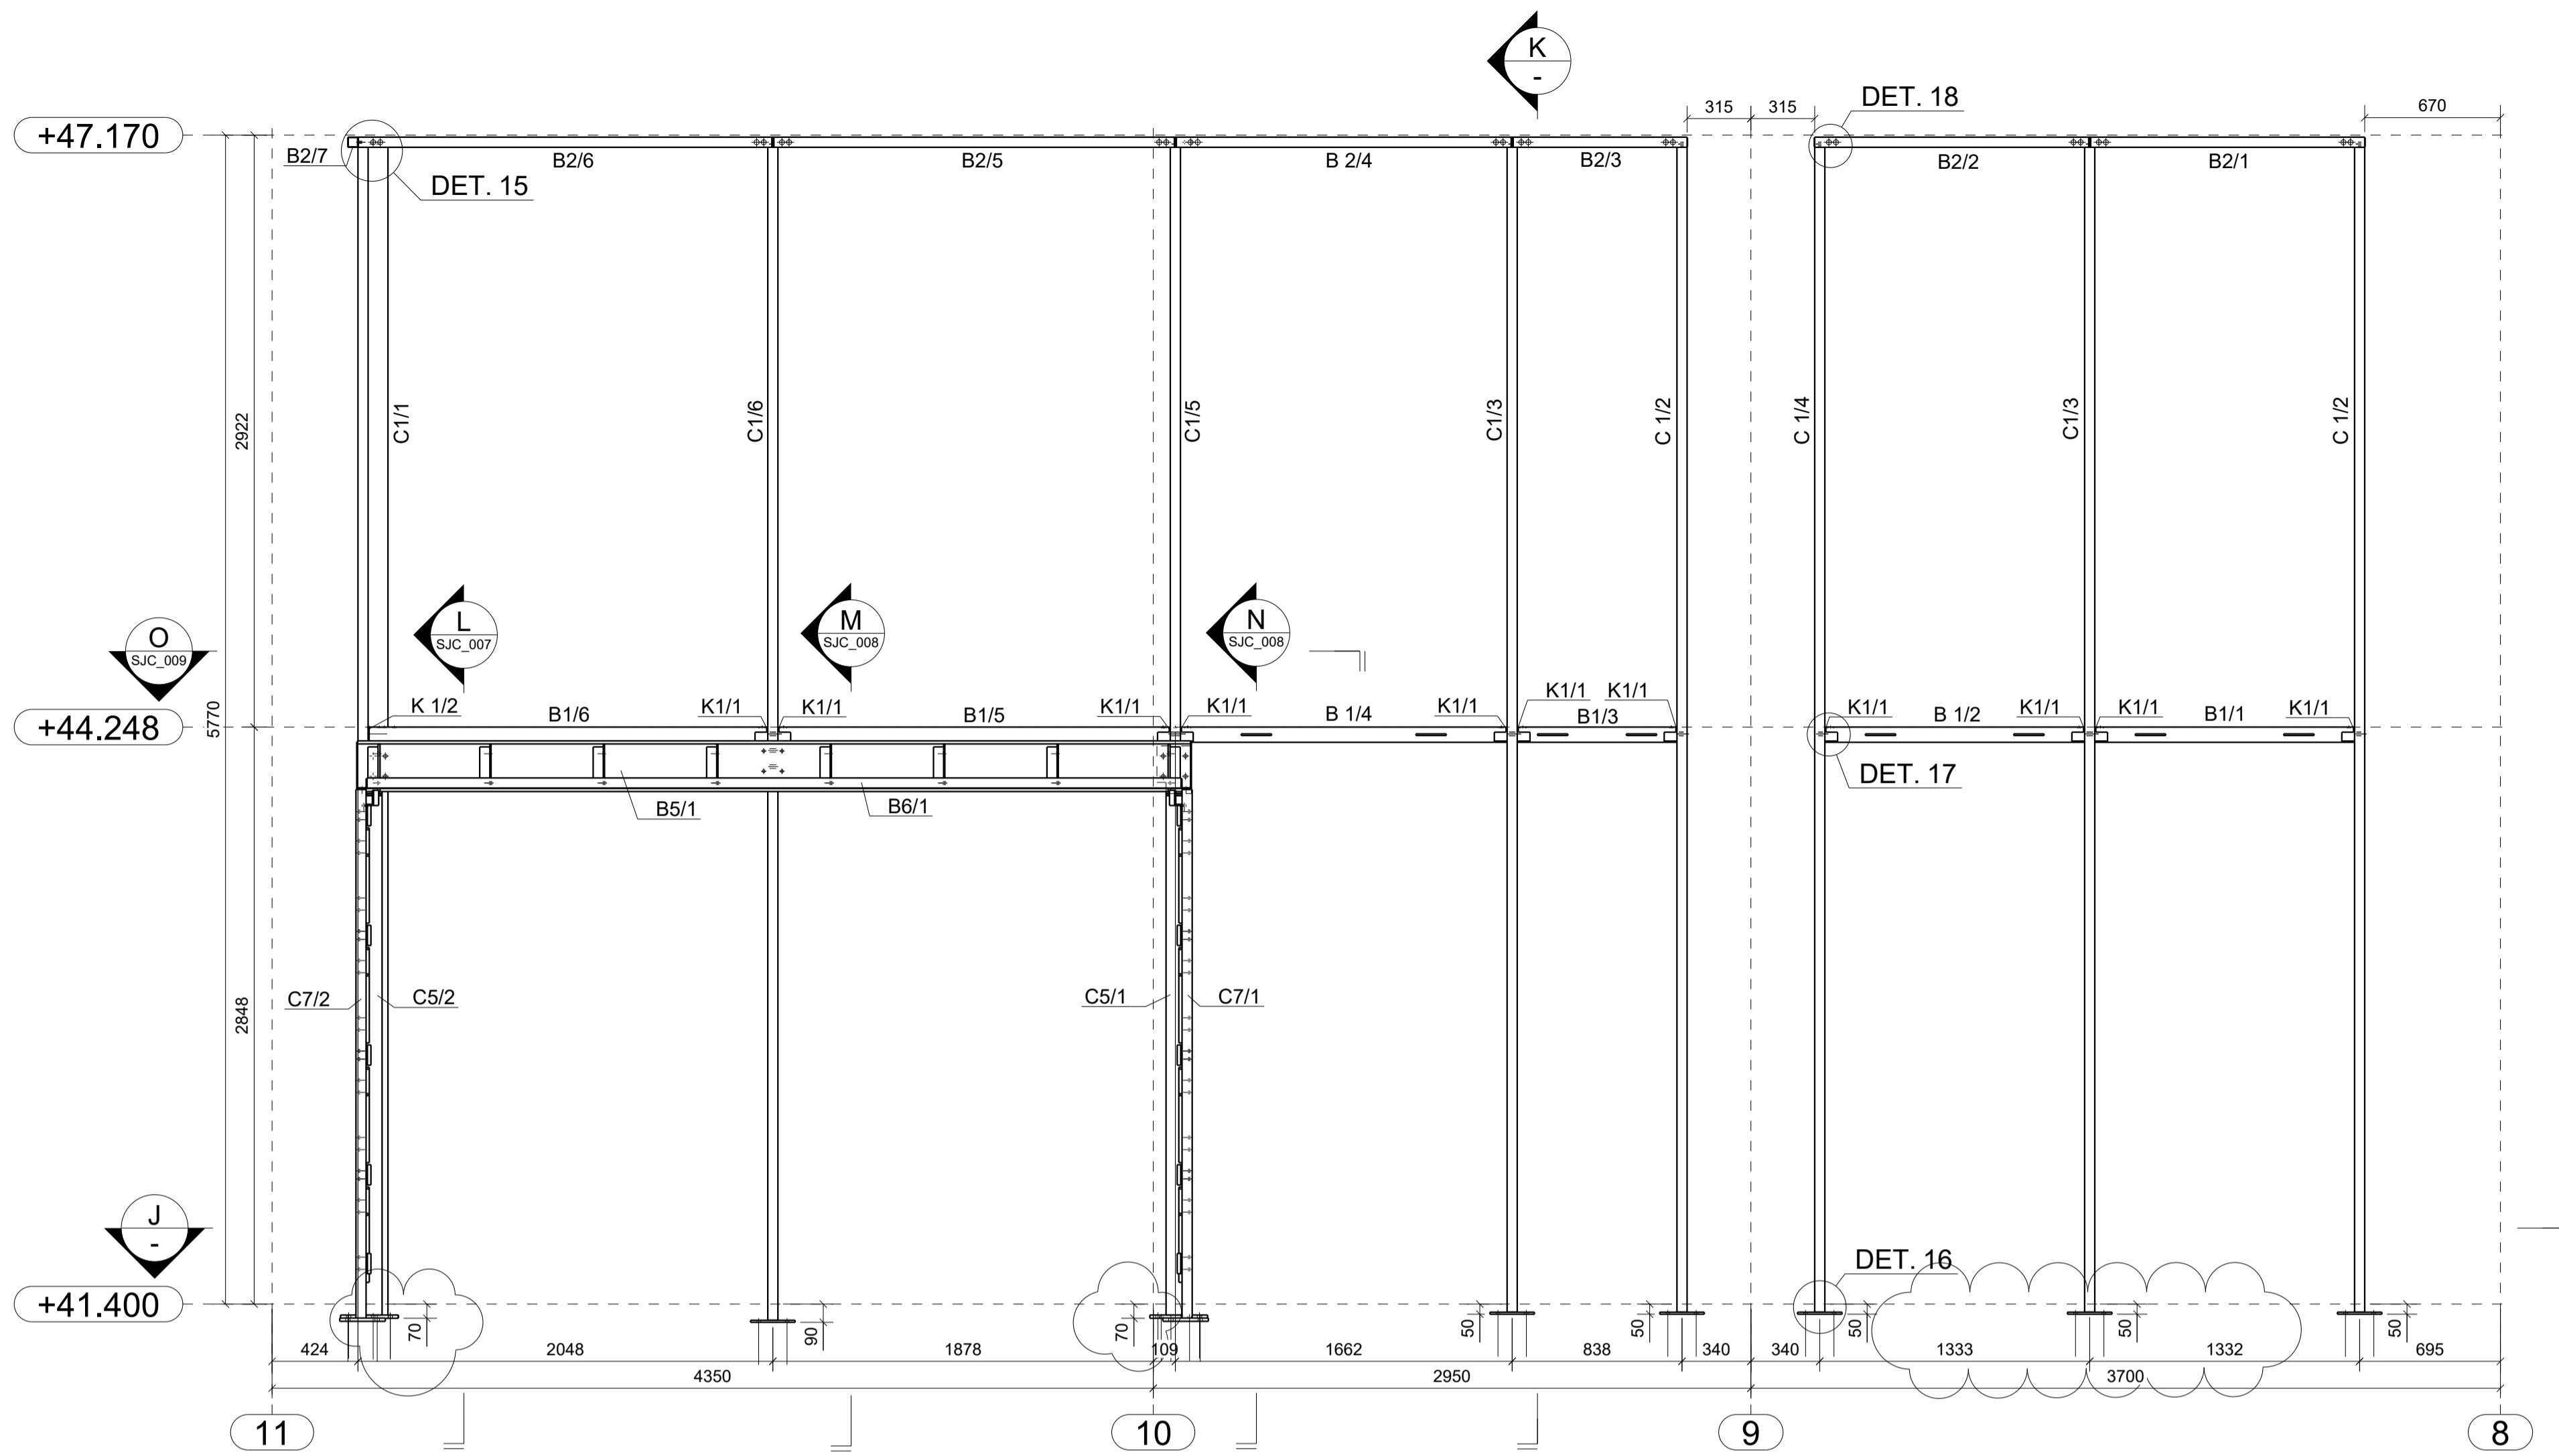 K
-
315
315
DET. 18
670
+47.170
B2/7
B2/6
B2/5
B 2/4
B2/3
B2/2
B2/1
DET. 15
2922
C1/1
C1/6
C1/5
C1/3
C 1/2
C 1/4
C1/3
C 1/2
L
SJC_007
M
SJC_008
N
SJC_008
O
SJC_009
5770
+44.248
K 1/2
B1/6
K1/1
K1/1
B1/5
K1/1
K1/1
B 1/4
K1/1
K1/1
K1/1
B1/3
K1/1
B 1/2
K1/1
K1/1
B1/1
K1/1
DET. 17
B5/1
B6/1
2848
C7/2
C5/2
C5/1
C7/1
J
-
DET. 16
+41.400
70
90
70
50
50
50
50
50
424
2048
1878
109
1662
838
340
340
1333
1332
695
4350
2950
3700
11
10
9
8